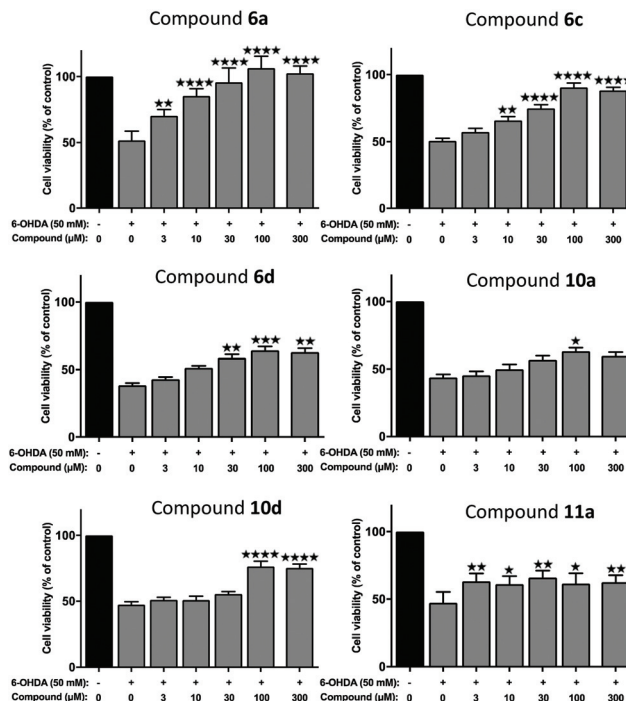 Compound 6a
Cell viability (% of control)
100
50
0
★★
★★★★
★★★★
★★★★
★★★★
6-OHDA (50 mM): - + + + + + +
Compound (µM): 0 0 3 10 30 100 300
Compound 6c
Cell viability (% of control)
100
50
0
★★
★★★★
★★★★
★★★★
6-OHDA (50 mM): - + + + + + +
Compound (µM): 0 0 3 10 30 100 300
Compound 6d
Cell viability (% of control)
100
50
0
★★
★★★
★★
6-OHDA (50 mM): - + + + + + +
Compound (µM): 0 0 3 10 30 100 300
Compound 10a
Cell viability (% of control)
100
50
0
★
6-OHDA (50 mM): - + + + + + +
Compound (µM): 0 0 3 10 30 100 300
Compound 10d
Cell viability (% of control)
100
50
0
★★★★
★★★★
6-OHDA (50 mM): - + + + + + +
Compound (µM): 0 0 3 10 30 100 300
Compound 11a
Cell viability (% of control)
100
50
0
★★
★
★★
★
★★
6-OHDA (50 mM): - + + + + + +
Compound (µM): 0 0 3 10 30 100 300